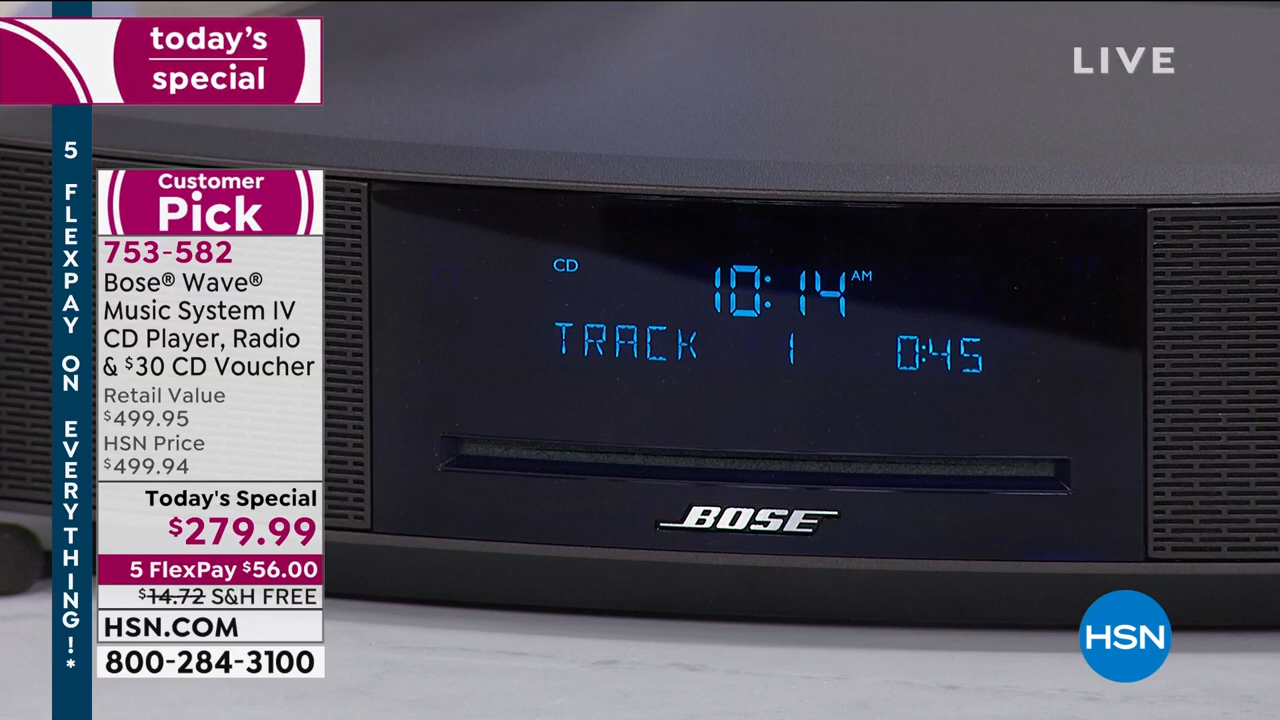 today's
special
LIVE
5 FLEXPAY ON EVERYTHING!*
Customer
Pick
753-582
Bose® Wave®
Music System IV
CD Player, Radio
& $30 CD Voucher
Retail Value
$499.95
HSN Price
$499.94
Today's Special
$279.99
5 FlexPay $56.00
$14.72 S&H FREE
HSN.COM
800-284-3100
CD
10:14 AM
TRACK 1 0:45
BOSE
HSN